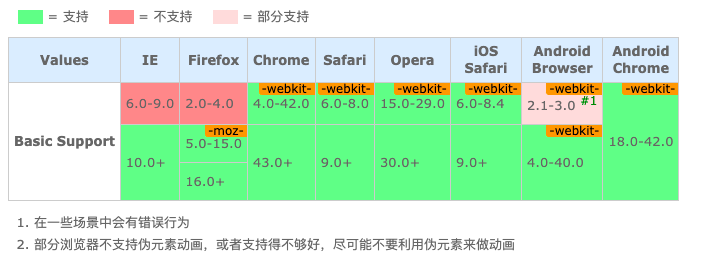 = 支持 = 不支持 = 部分支持
Values IE Firefox Chrome Safari Opera iOS Safari Android Browser Android Chrome
Basic Support
6.0-9.0
10.0+
2.0-4.0
-moz-
5.0-15.0
16.0+
-webkit-
4.0-42.0
43.0+
-webkit-
6.0-8.0
9.0+
-webkit-
15.0-29.0
30.0+
-webkit-
6.0-8.4
9.0+
-webkit-
2.1-3.0 #1
-webkit-
4.0-40.0
-webkit-
18.0-42.0
1. 在一些场景中会有错误行为
2. 部分浏览器不支持伪元素动画，或者支持得不够好，尽可能不要利用伪元素来做动画